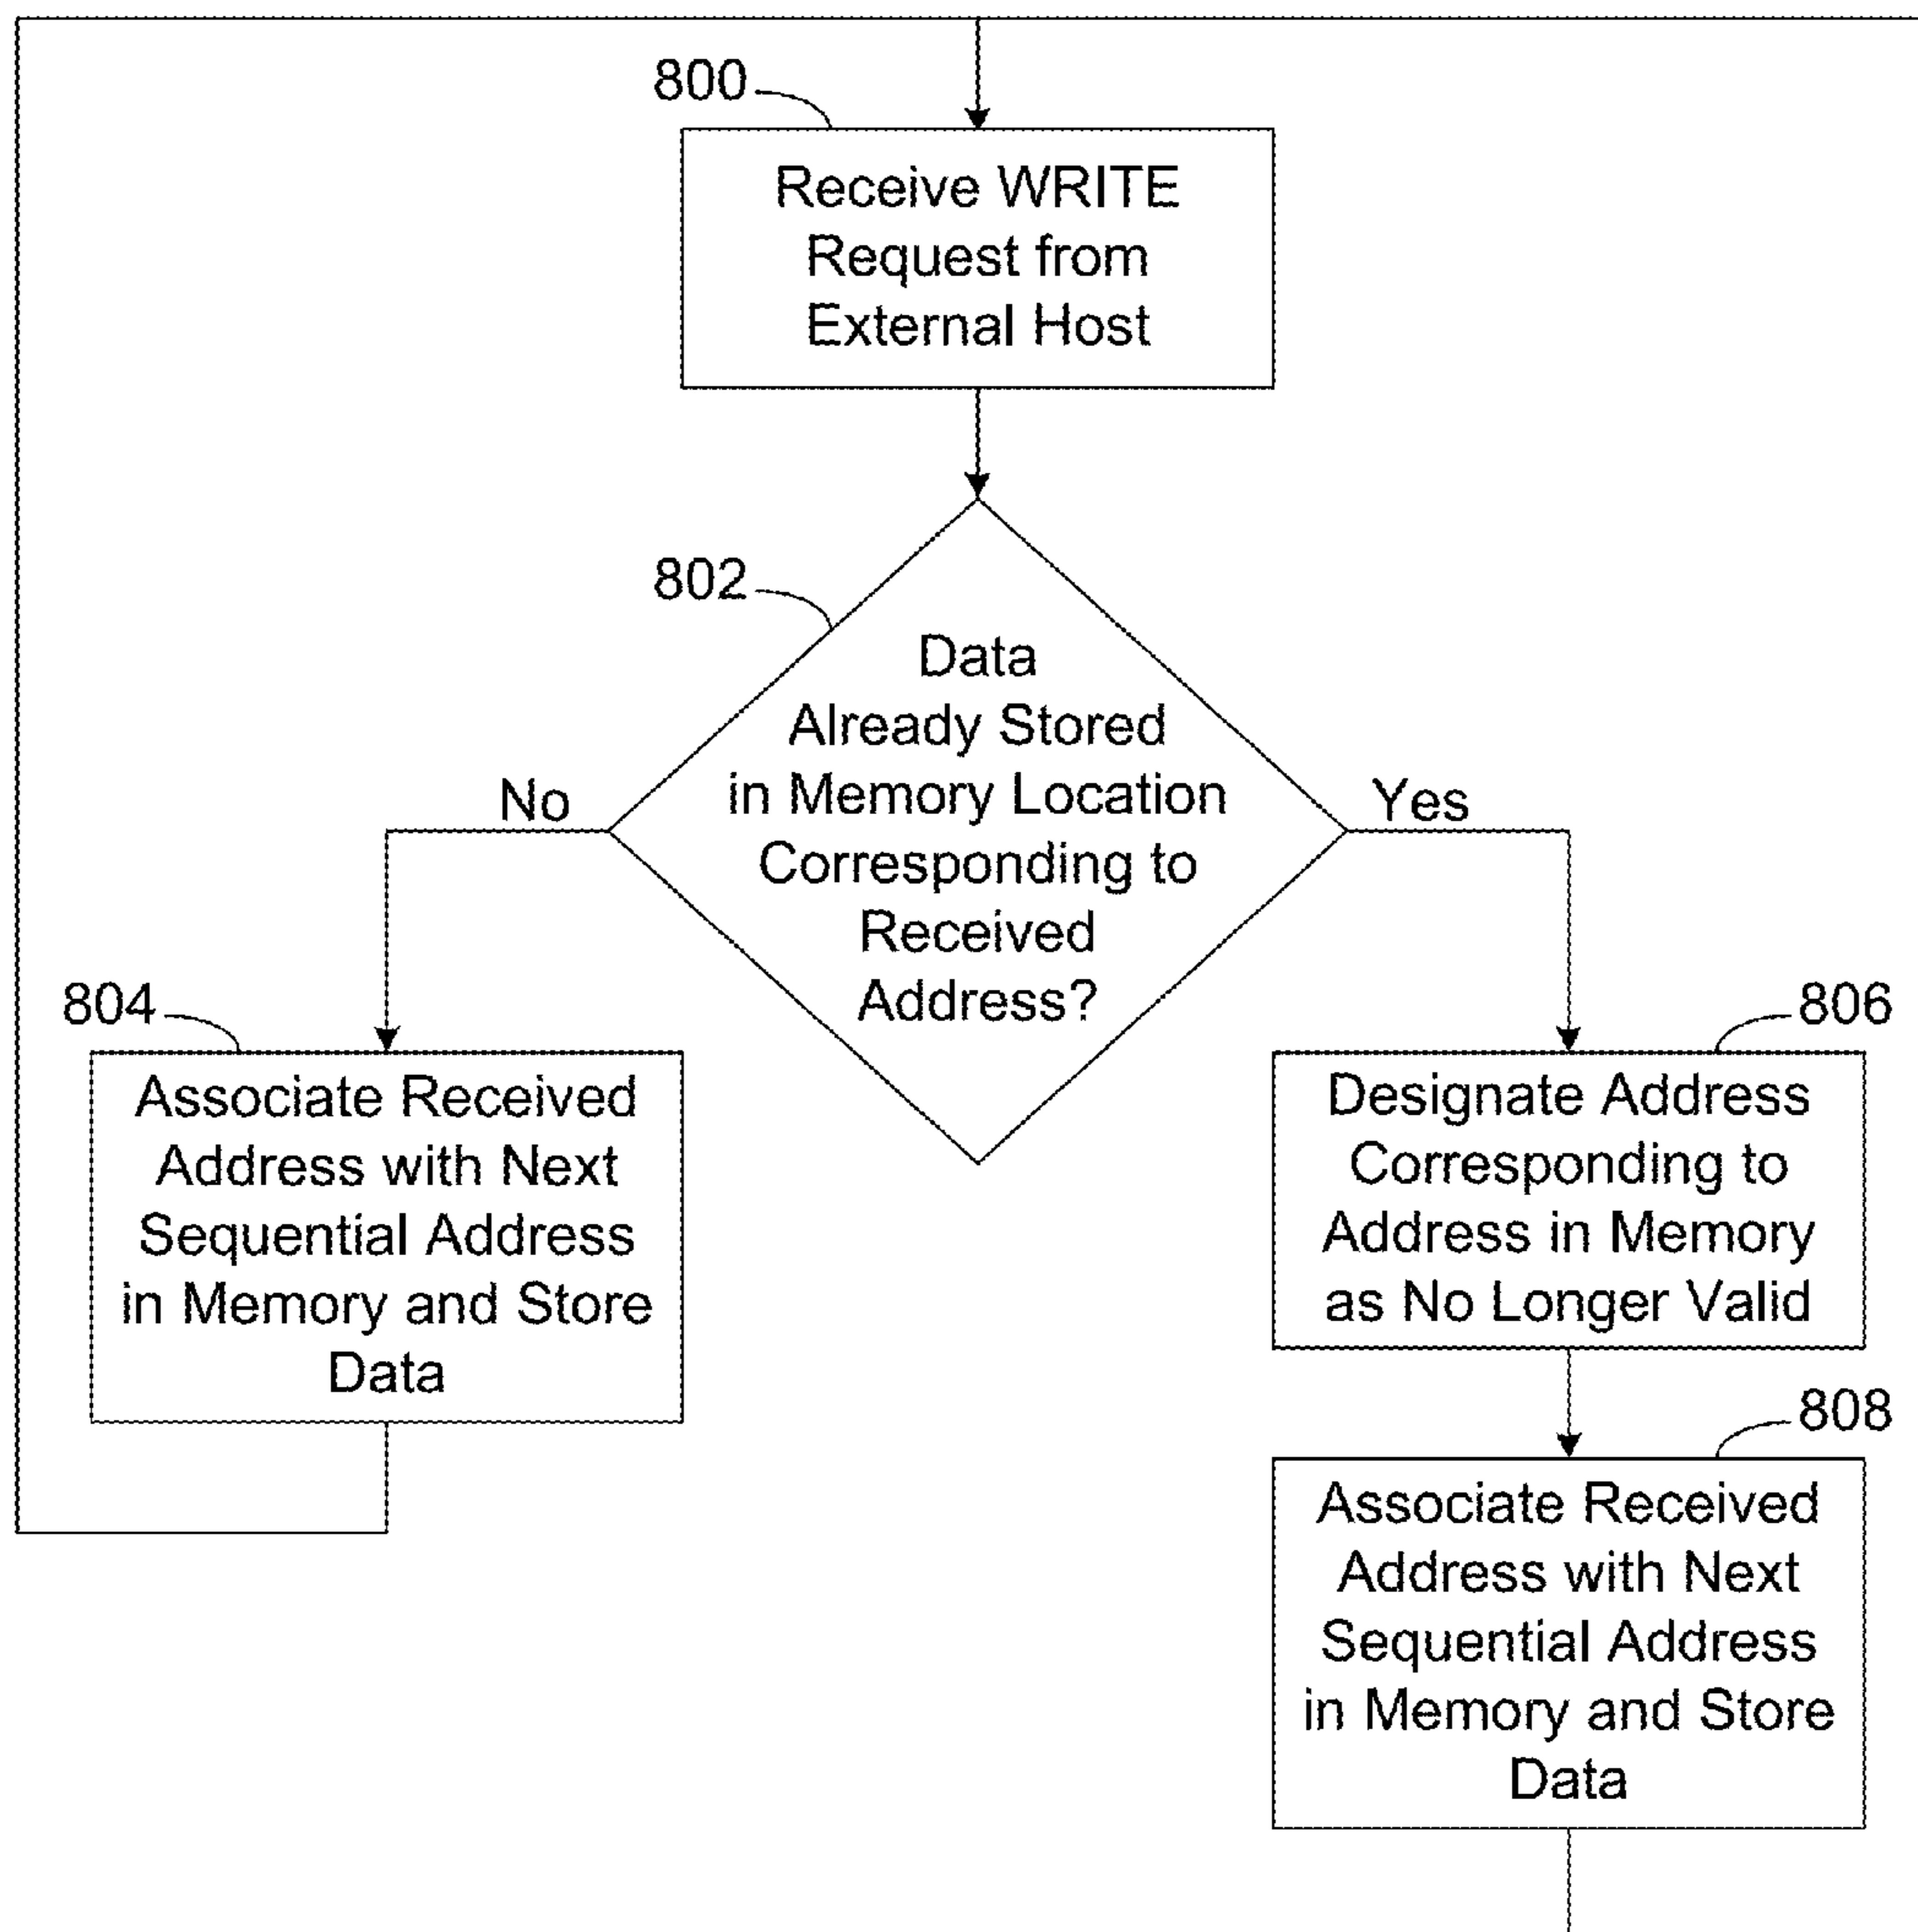 800
Receive WRITE
Request from
External Host
802
Data
Already Stored
in Memory Location
Corresponding to
Received
Address?
No
Yes
804
Associate Received
Address with Next
Sequential Address
in Memory and Store
Data
806
Designate Address
Corresponding to
Address in Memory
as No Longer Valid
808
Associate Received
Address with Next
Sequential Address
in Memory and Store
Data